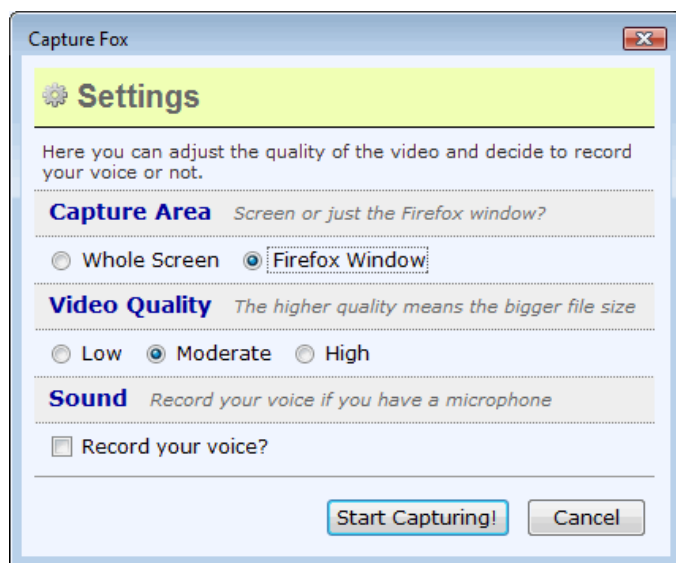 Capture Fox
Settings
Here you can adjust the quality of the video and decide to record
your voice or not.
Capture Area Screen or just the Firefox window?
Whole Screen Firefox Window
Video Quality The higher quality means the bigger file size
Low Moderate High
Sound Record your voice if you have a microphone
Record your voice?
Start Capturing! Cancel